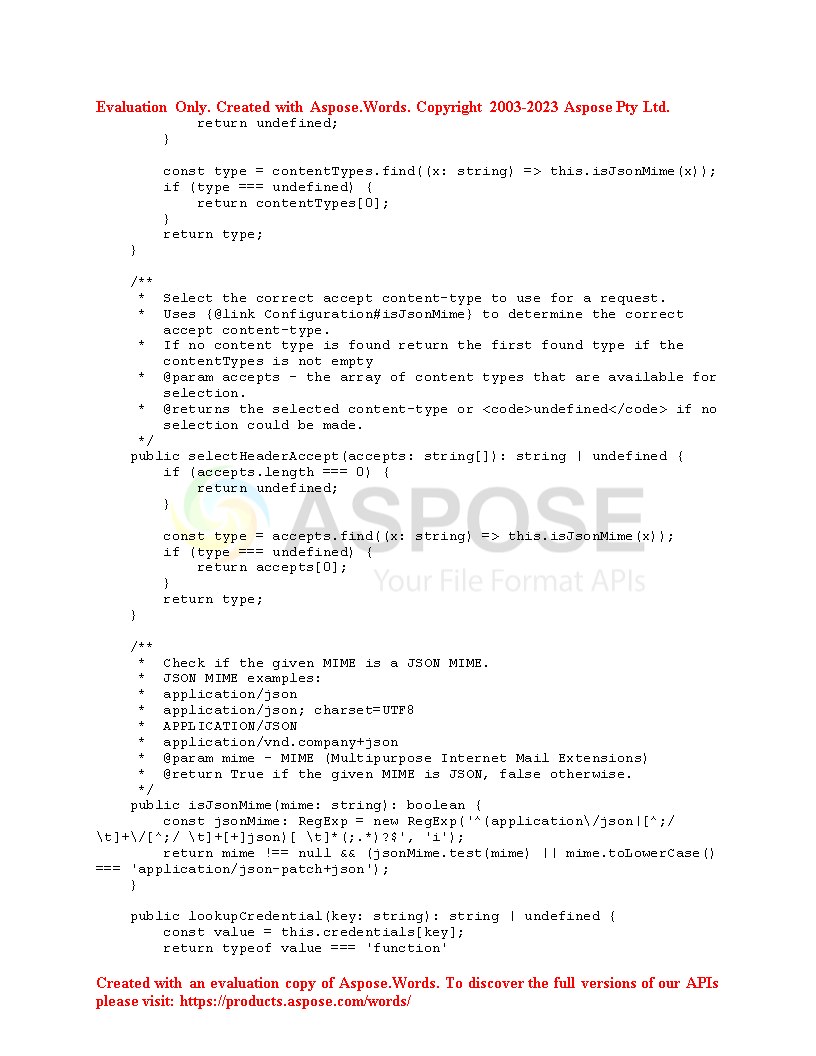 Evaluation Only. Created with Aspose.Words. Copyright 2003-2023 Aspose Pty Ltd.
            return undefined;
        }

        const type = contentTypes.find((x: string) => this.isJsonMime(x));
        if (type === undefined) {
            return contentTypes[0];
        }
        return type;
    }

    /**
     *  Select the correct accept content-type to use for a request.
     *  Uses {@link Configuration#isJsonMime} to determine the correct
        accept content-type.
     *  If no content type is found return the first found type if the
        contentTypes is not empty
     *  @param accepts - the array of content types that are available for
        selection.
     *  @returns the selected content-type or <code>undefined</code> if no
        selection could be made.
     */
    public selectHeaderAccept(accepts: string[]): string | undefined {
        if (accepts.length === 0) {
            return undefined;
        }

        const type = accepts.find((x: string) => this.isJsonMime(x));
        if (type === undefined) {
            return accepts[0];
        }
        return type;
    }
ASPOSE
Your File Format APIs

    /**
     *  Check if the given MIME is a JSON MIME.
     *  JSON MIME examples:
     *  application/json
     *  application/json; charset=UTF8
     *  APPLICATION/JSON
     *  application/vnd.company+json
     *  @param mime - MIME (Multipurpose Internet Mail Extensions)
     *  @return True if the given MIME is JSON, false otherwise.
     */
    public isJsonMime(mime: string): boolean {
        const jsonMime: RegExp = new RegExp('^(application\/json|[^;/
\t]+\/[^;/ \t]+[+]json)[ \t]*(;.*)?$', 'i');
        return mime !== null && (jsonMime.test(mime) || mime.toLowerCase()
=== 'application/json-patch+json');
    }

    public lookupCredential(key: string): string | undefined {
        const value = this.credentials[key];
        return typeof value === 'function'
Created with an evaluation copy of Aspose.Words. To discover the full versions of our APIs
please visit: https://products.aspose.com/words/